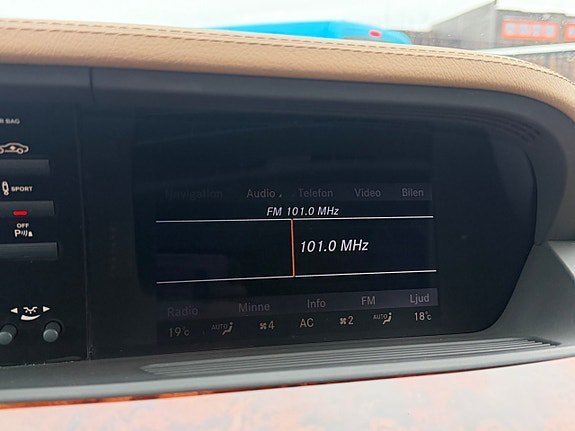 R BAG
SPORT
OFF
P
Navigation Audio Telefon Video Bilen
FM 101.0 MHz
101.0 MHz
Radio Minne Info FM Ljud
19°C AUTO 4 AC 2 AUTO 18°C